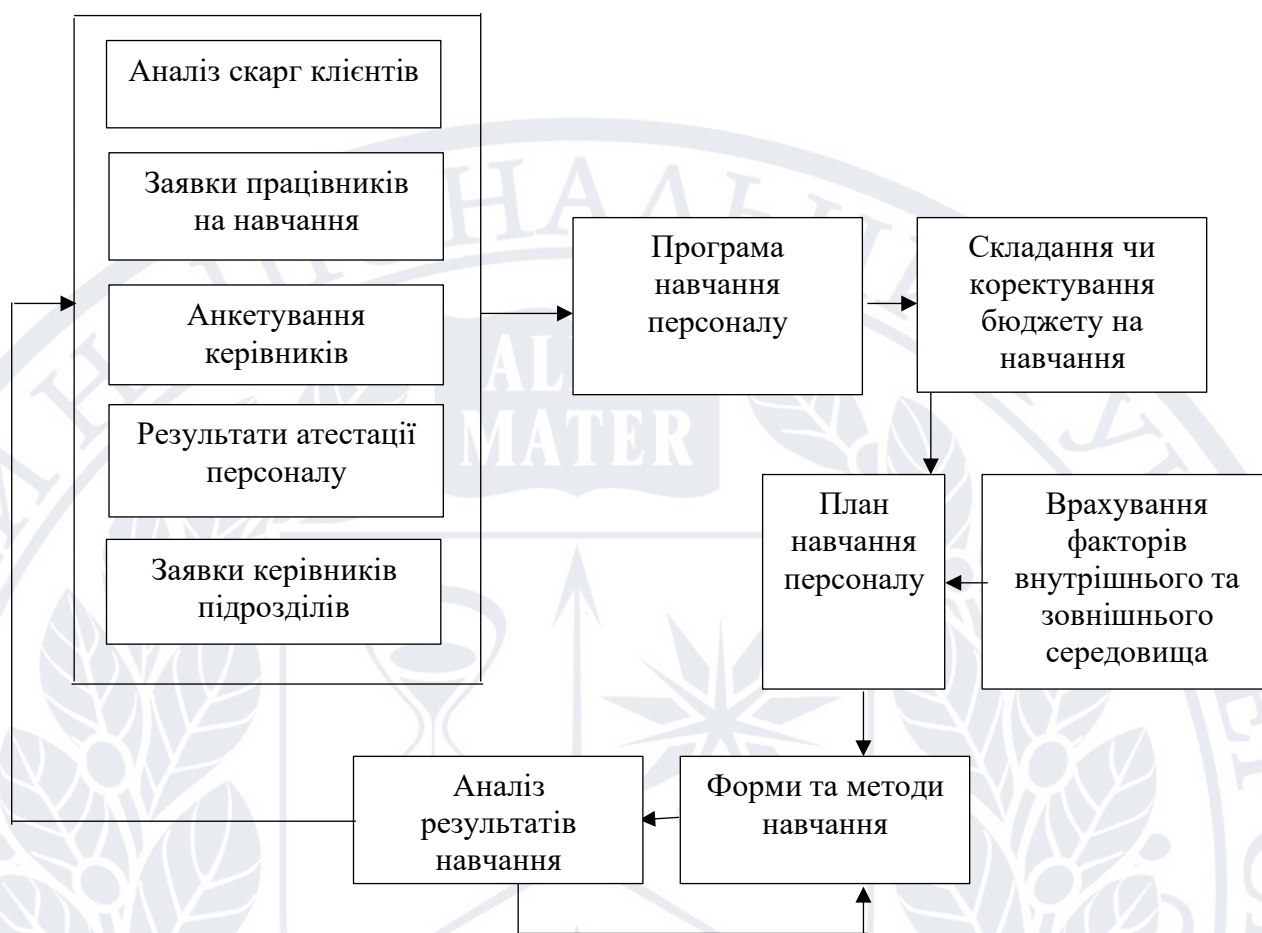 Аналіз скарг клієнтів
Заявки працівників
на навчання
Анкетування
керівників
Результати атестації
персоналу
Заявки керівників
підрозділів
Програма
навчання
персоналу
Складання чи
коректування
бюджету на
навчання
План
навчання
персоналу
Врахування
факторів
внутрішнього та
зовнішнього
середовища
Форми та методи
навчання
Аналіз
результатів
навчання
MATER